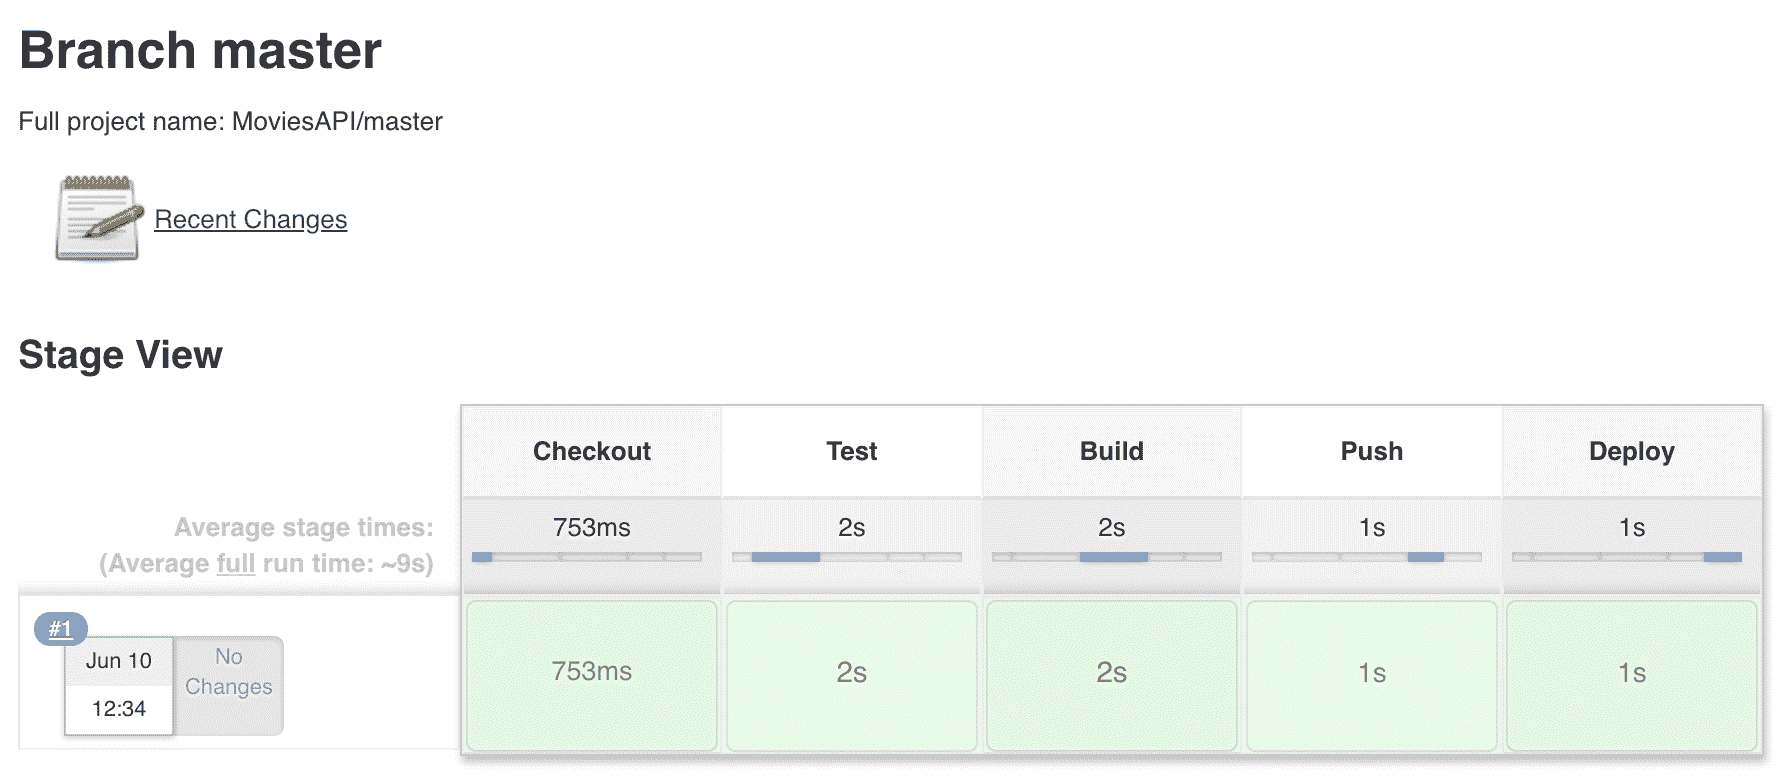 Branch master
Full project name: MoviesAPI/master
Recent Changes
Stage View
Checkout Test Build Push Deploy
Average stage times: 753ms 2s 2s 1s 1s
(Average full run time: ~9s)
#1
Jun 10 No
Changes
12:34
753ms 2s 2s 1s 1s